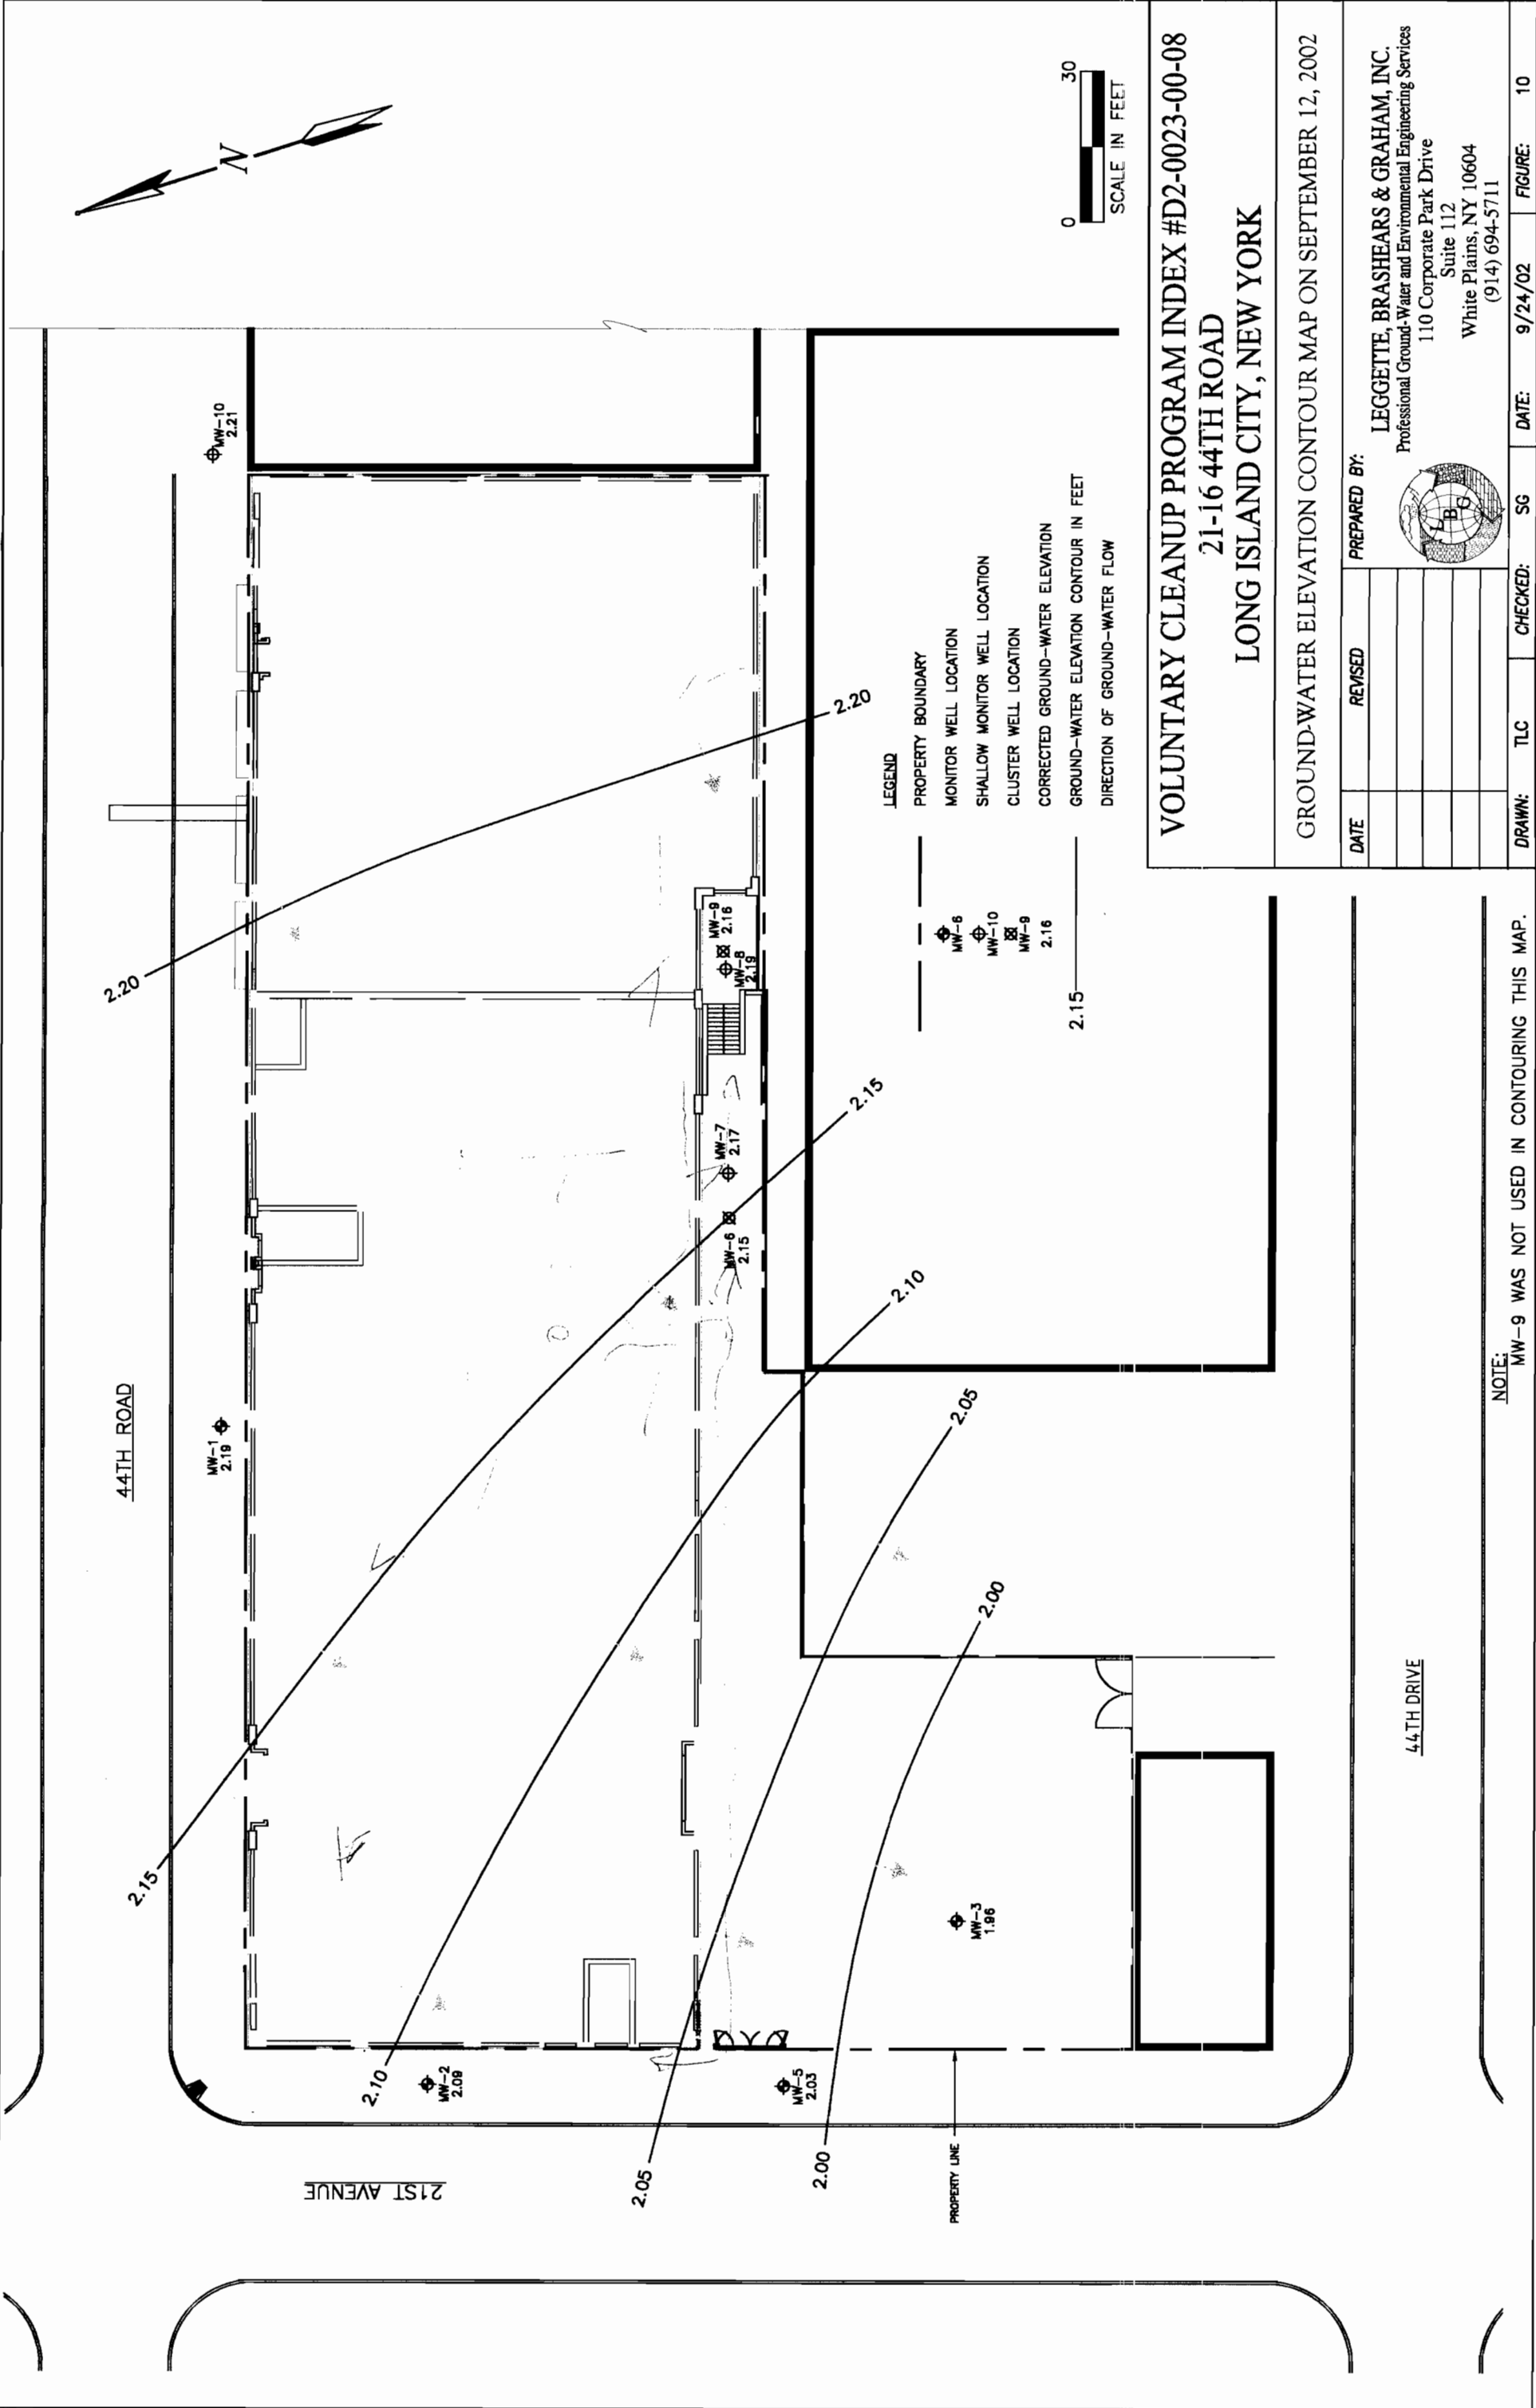 44TH ROAD
21ST AVENUE
44TH DRIVE
N
MW-10
2.21
MW-1
2.19
MW-2
2.09
MW-5
2.03
MW-3
1.96
MW-6
2.15
MW-7
2.17
MW-8
2.19
MW-9
2.16
2.20
2.20
2.15
2.15
2.10
2.10
2.05
2.05
2.00
2.00
PROPERTY LINE
LEGEND
PROPERTY BOUNDARY
MW-6
MONITOR WELL LOCATION
MW-10
SHALLOW MONITOR WELL LOCATION
MW-9
CLUSTER WELL LOCATION
2.16
CORRECTED GROUND-WATER ELEVATION
2.15
GROUND-WATER ELEVATION CONTOUR IN FEET
DIRECTION OF GROUND-WATER FLOW
0 30
SCALE IN FEET
NOTE:
MW-9 WAS NOT USED IN CONTOURING THIS MAP.
VOLUNTARY CLEANUP PROGRAM INDEX #D2-0023-00-08
21-16 44TH ROAD
LONG ISLAND CITY, NEW YORK
GROUND-WATER ELEVATION CONTOUR MAP ON SEPTEMBER 12, 2002
DATE REVISED PREPARED BY:
LBG
LEGGETTE, BRASHEARS & GRAHAM, INC.
Professional Ground-Water and Environmental Engineering Services
110 Corporate Park Drive
Suite 112
White Plains, NY 10604
(914) 694-5711
DRAWN: TLC CHECKED: SG DATE: 9/24/02 FIGURE: 10